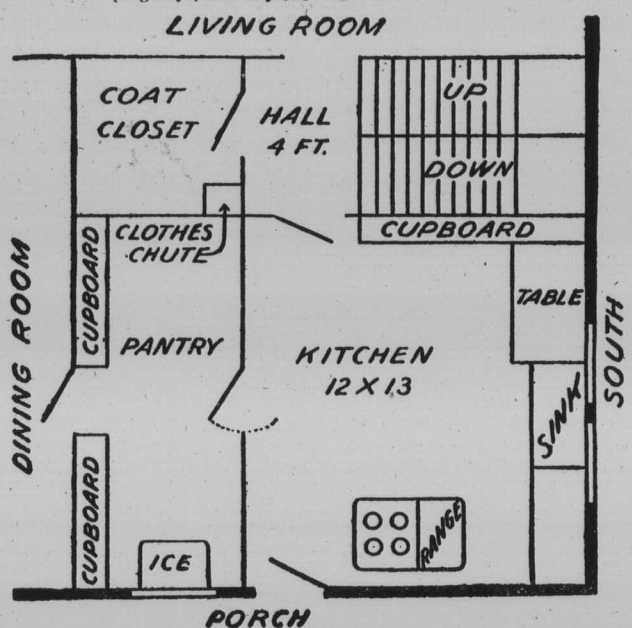 LIVING ROOM
COAT
CLOSET
HALL
4 FT.
UP
DOWN
CUPBOARD
CLOTHES
CHUTE
CUPBOARD
TABLE
PANTRY
KITCHEN
12 X 13
DINING ROOM
SOUTH
SINK
CUPBOARD
ICE
RANGE
PORCH